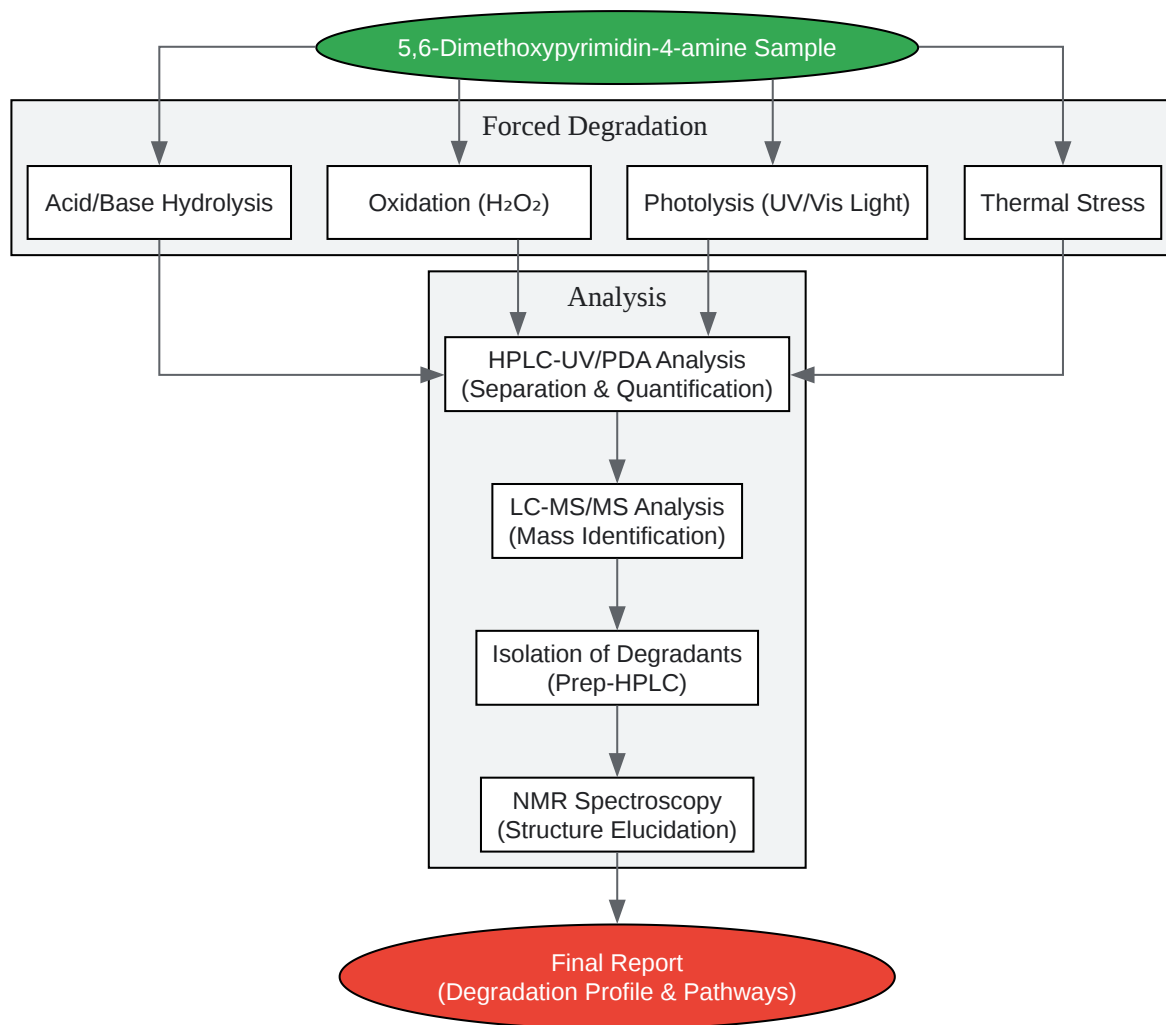 5,6-Dimethoxypyrimidin-4-amine Sample
Forced Degradation
Acid/Base Hydrolysis
Oxidation (H₂O₂)
Photolysis (UV/Vis Light)
Thermal Stress
Analysis
HPLC-UV/PDA Analysis
(Separation & Quantification)
LC-MS/MS Analysis
(Mass Identification)
Isolation of Degradants
(Prep-HPLC)
NMR Spectroscopy
(Structure Elucidation)
Final Report
(Degradation Profile & Pathways)